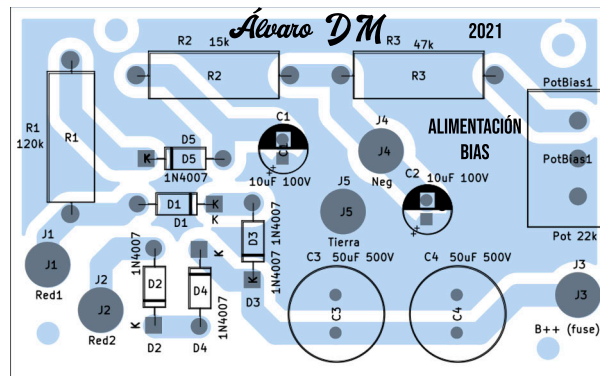 Álvaro DM
2021
R2 15k
R2
R3 47k
R3
PotBias1
PotBias1
Pot 22k
R1
120k
R1
D5
D5
1N4007
K
C1
C1
10uF 100V
J4
J4
Neg
ALIMENTACIÓN
BIAS
C2 10uF 100V
J5
J5
Tierra
D1
D1
K
J1
J1
Red1
J2
J2
Red2
1N4007
D2
K
D2
K
D4
D4
1N4007
1N4007
D3
1N4007
K
D3
C3 50uF 500V
C3
C4 50uF 500V
C4
J3
J3
B++ (fuse)